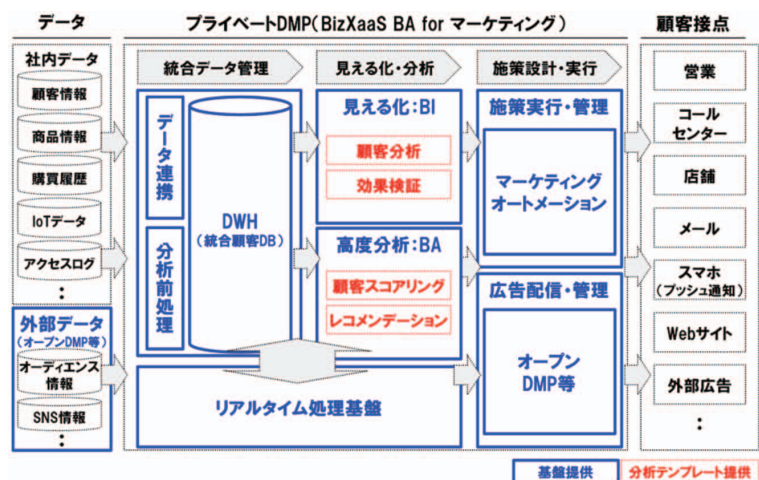 データ
プライベートDMP(BizXaaS BA for マーケティング)
顧客接点
社内データ
顧客情報
商品情報
購買履歴
IoTデータ
アクセスログ
:
外部データ
(オープンDMP等)
オーディエンス
情報
SNS情報
:
統合データ管理
見える化・分析
施策設計・実行
データ連携
分析前処理
DWH
(統合顧客DB)
見える化:BI
顧客分析
効果検証
高度分析:BA
顧客スコアリング
レコメンデーション
リアルタイム処理基盤
施策実行・管理
マーケティング
オートメーション
広告配信・管理
オープン
DMP等
営業
コール
センター
店舗
メール
スマホ
(プッシュ通知)
Webサイト
外部広告
:
基盤提供
分析テンプレート提供